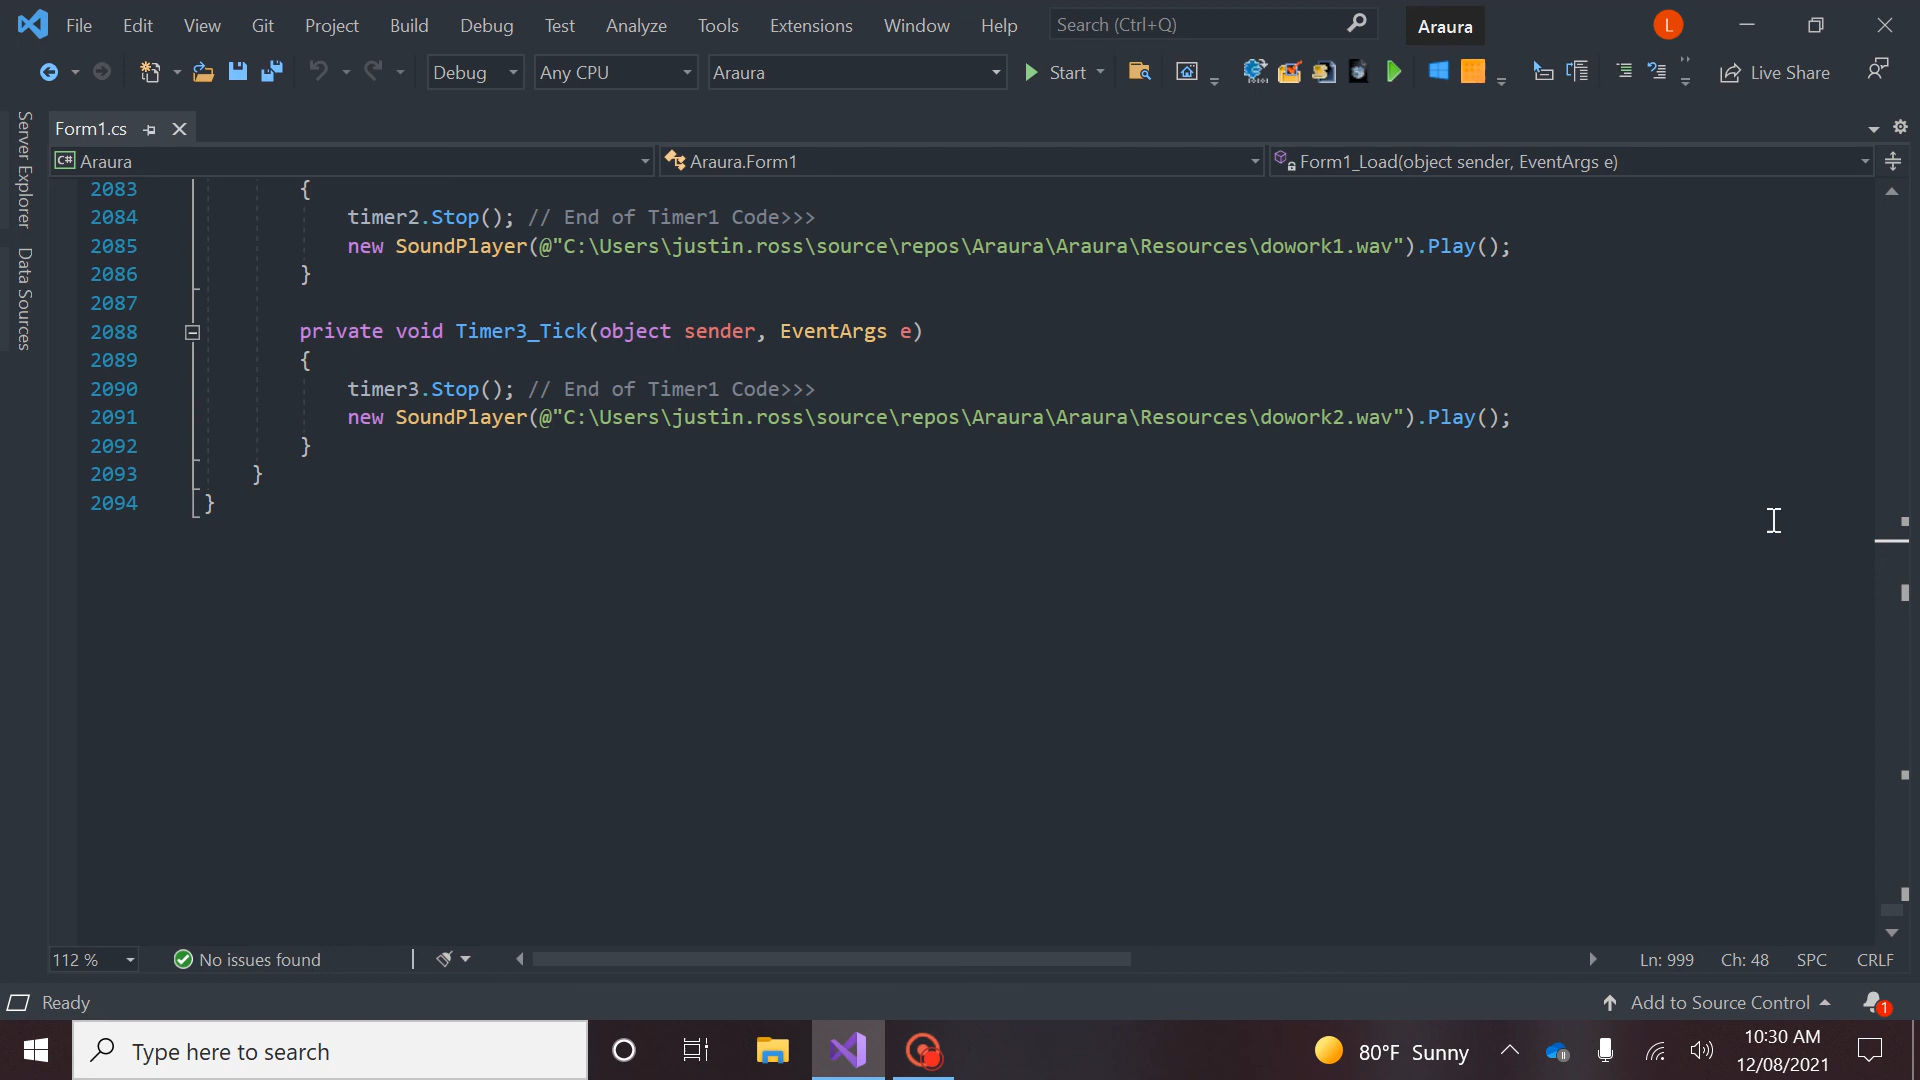 File Edit View Git Project Build Debug Test Analyze Tools Extensions Window Help Search (Ctrl+Q) Araura L
Debug Any CPU Araura Start Live Share
Server Explorer
Data Sources
Form1.cs
C# Araura Araura.Form1 Form1_Load(object sender, EventArgs e)
2083 {
2084 timer2.Stop(); // End of Timer1 Code>>>
2085 new SoundPlayer(@"C:\Users\justin.ross\source\repos\Araura\Araura\Resources\dowork1.wav").Play();
2086 }
2087
2088 private void Timer3_Tick(object sender, EventArgs e)
2089 {
2090 timer3.Stop(); // End of Timer1 Code>>>
2091 new SoundPlayer(@"C:\Users\justin.ross\source\repos\Araura\Araura\Resources\dowork2.wav").Play();
2092 }
2093 }
2094 }
112 % No issues found Ln: 999 Ch: 48 SPC CRLF
Ready Add to Source Control 1
Type here to search 80°F Sunny 10:30 AM
12/08/2021